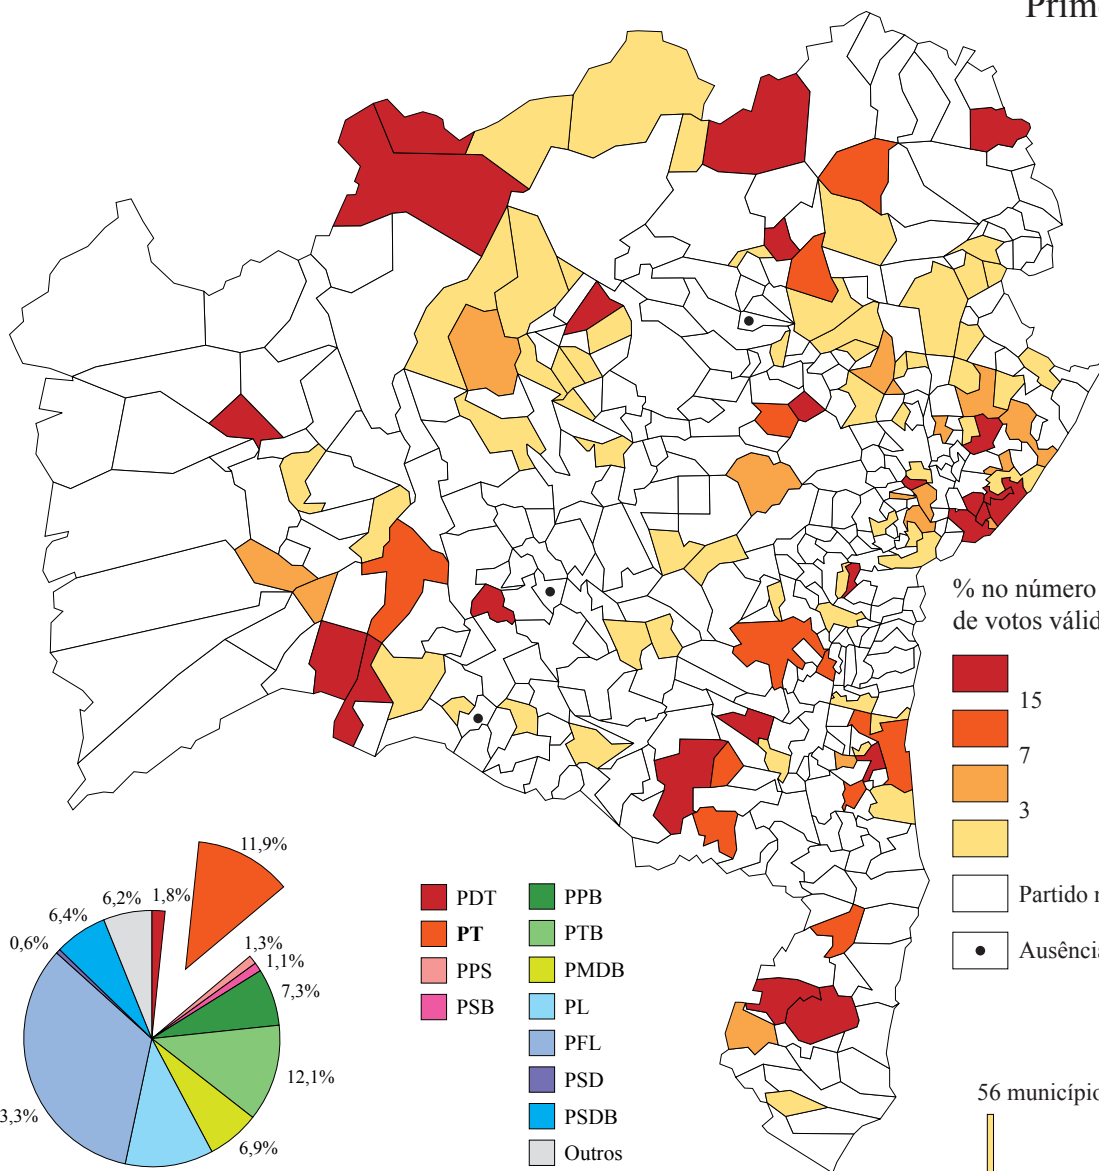 Prim
% no número
de votos válid
15
7
3
Partido
Ausência
11,9%
1,8%
6,2%
6,4%
0,6%
1,3%
1,1%
7,3%
12,1%
6,9%
3,3%
PDT
PT
PPS
PSB
PPB
PTB
PMDB
PL
PFL
PSD
PSDB
Outros
56 município